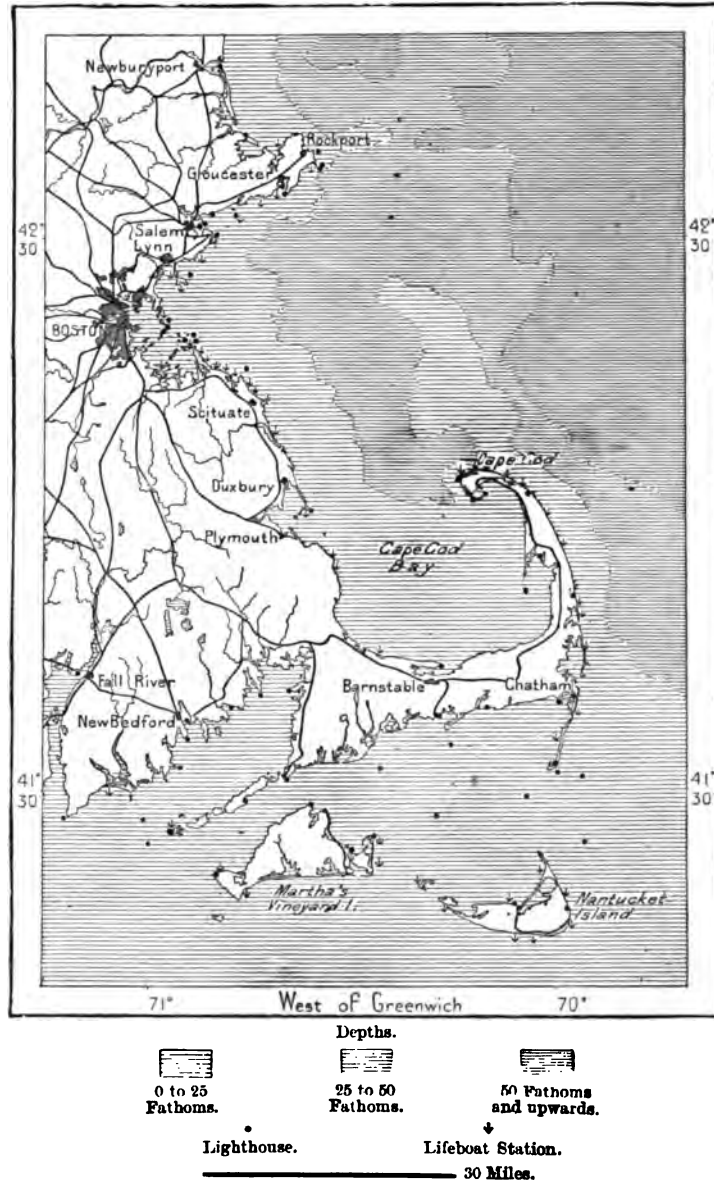 Newburyport
Rockport
Gloucester
42°
30'
42°
30'
Salem
Lynn
BOSTON
Scituate
Cape Cod
Duxbury
Plymouth
Cape Cod
Bay
Fall River
Barnstable
Chatham
New Bedford
41°
30
41°
30
Martha's
Vineyard I.
Nantucket
Island
71°
West of Greenwich
70°
Depths.
0 to 25
Fathoms.
25 to 50
Fathoms.
50 Fathoms
and upwards.
Lighthouse.
Lifeboat Station.
30 Miles.